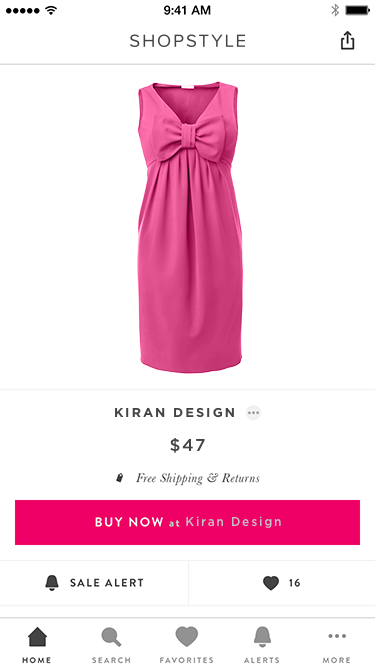 9:41 AM
SHOPSTYLE
KIRAN DESIGN
$47
Free Shipping & Returns
BUY NOW at Kiran Design
SALE ALERT
16
HOME SEARCH FAVORITES ALERTS MORE